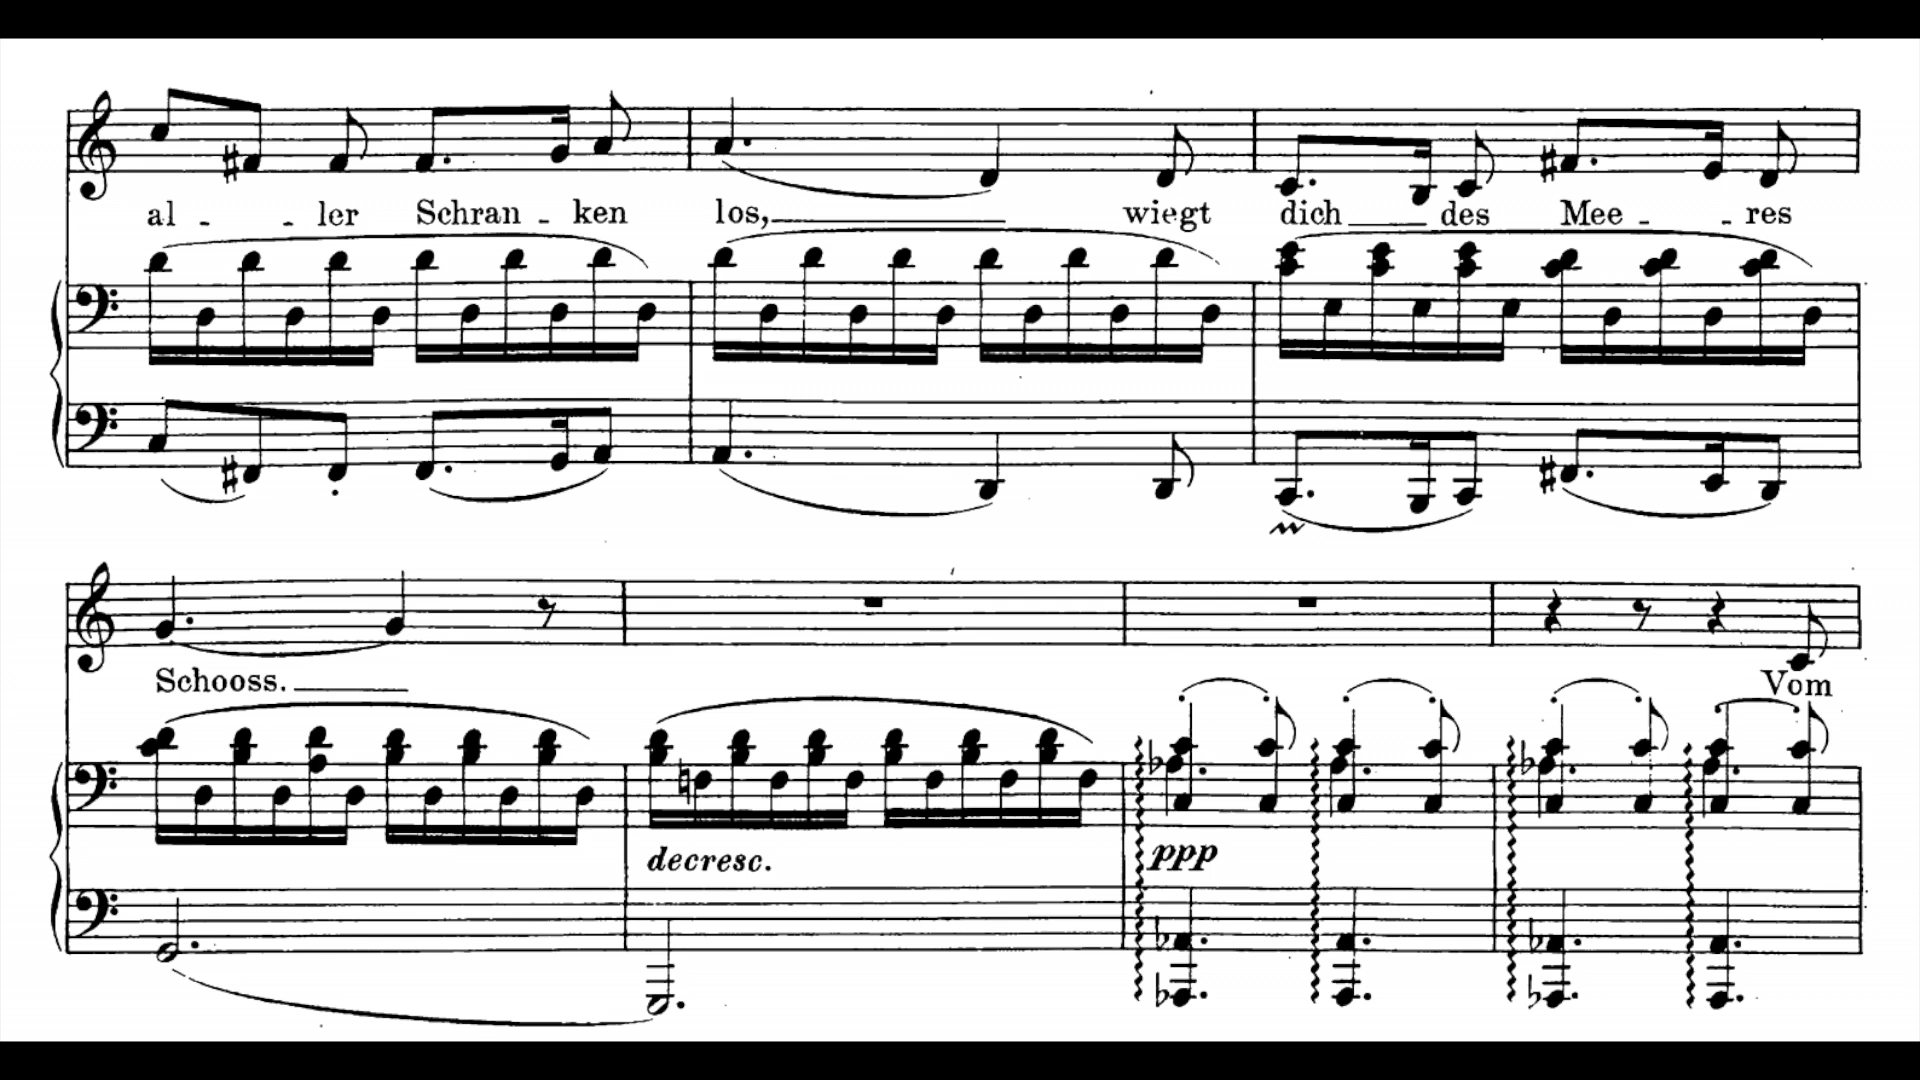 al - - ler Schran - ken los, wiegt dich des Mee - - res
Schooss. Vom
decresc. ppp